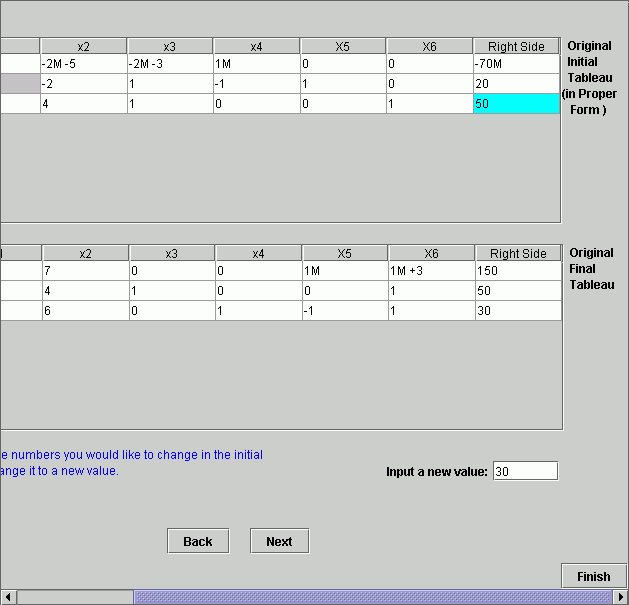 x2 x3 x4 X5 X6 Right Side
-2M -5 -2M -3 1M 0 0 -70M
-2 1 -1 1 0 20
4 1 0 0 1 50
Original
Initial
Tableau
(in Proper
Form )
x2 x3 x4 X5 X6 Right Side
7 0 0 1M 1M +3 150
4 1 0 0 1 50
6 0 1 -1 1 30
Original
Final
Tableau
e numbers you would like to change in the initial
ange it to a new value.
Input a new value: 30
Back Next
Finish